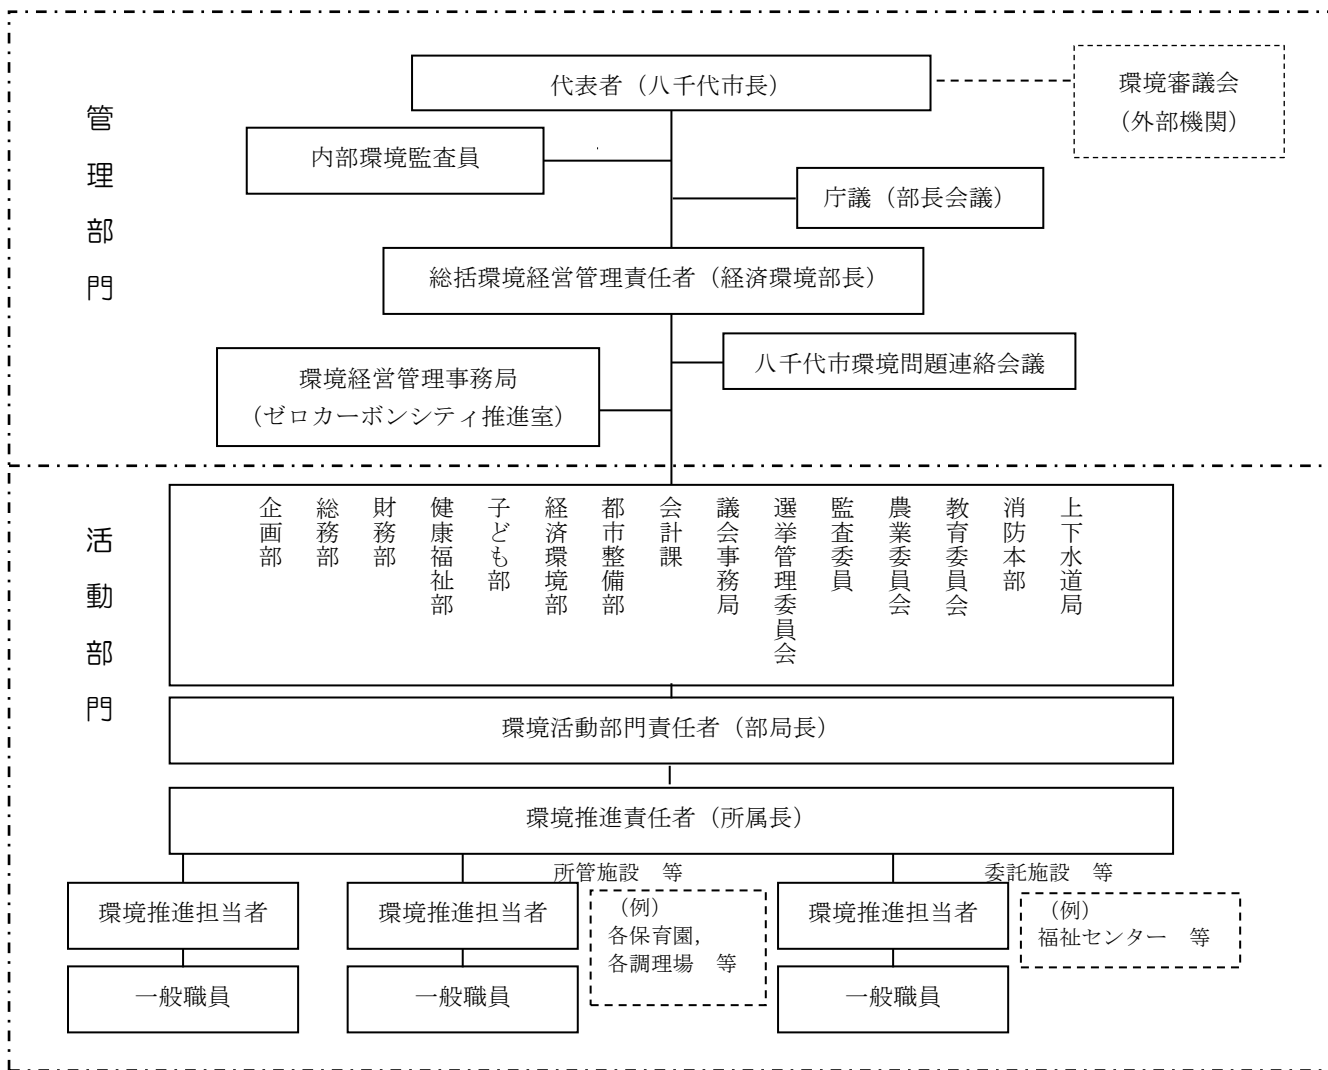 管理部門
代表者（八千代市長）
環境審議会
（外部機関）
内部環境監査員
庁議（部長会議）
総括環境経営管理責任者（経済環境部長）
八千代市環境問題連絡会議
環境経営管理事務局
（ゼロカーボンシティ推進室）
活動部門
企画部
総務部
財務部
健康福祉部
子ども部
経済環境部
都市整備部
会計課
議会事務局
選挙管理委員会
監査委員
農業委員会
教育委員会
消防本部
上下水道局
環境活動部門責任者（部局長）
環境推進責任者（所属長）
所管施設　等
委託施設　等
環境推進担当者
環境推進担当者
（例）
各保育園，
各調理場　等
環境推進担当者
（例）
福祉センター　等
一般職員
一般職員
一般職員